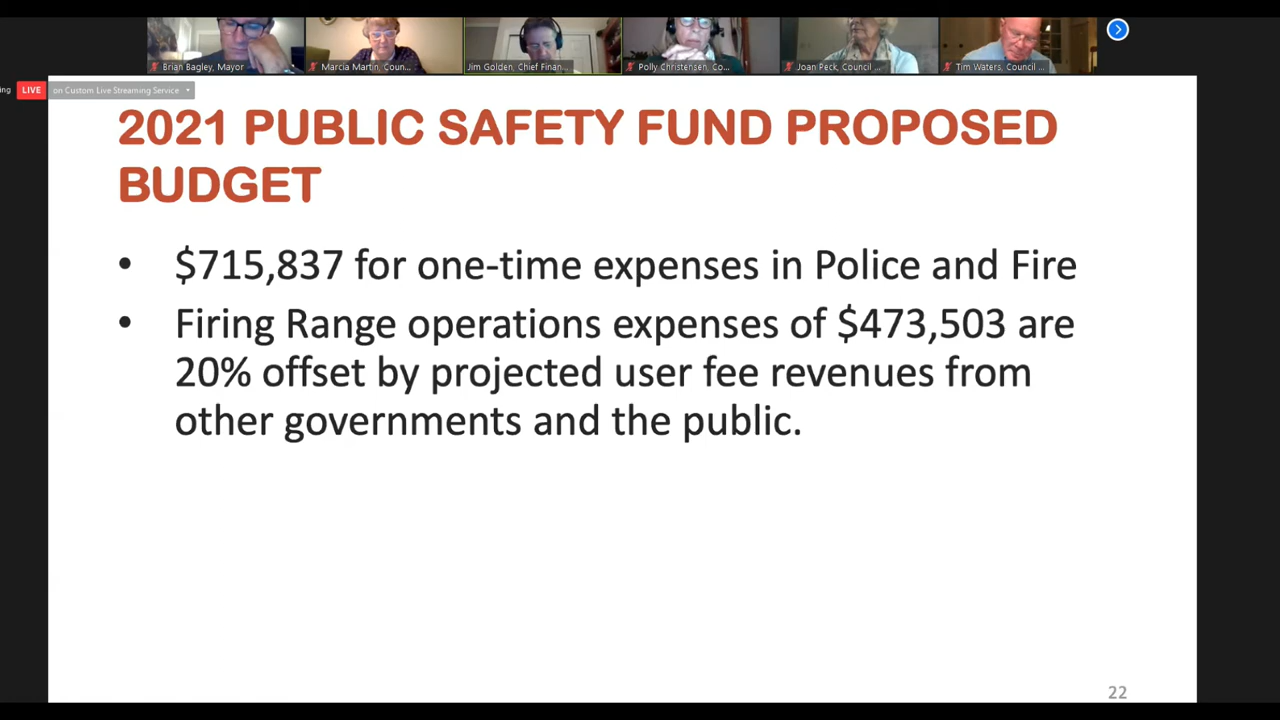 Brian Bagley, Mayor
Marcia Martin, Coun...
Jim Golden, Chief Finan...
Polly Christensen, Co...
Joan Peck, Council ...
Tim Waters, Council ...
ing
LIVE
on Custom Live Streaming Service
2021 PUBLIC SAFETY FUND PROPOSED
BUDGET
• $715,837 for one-time expenses in Police and Fire
• Firing Range operations expenses of $473,503 are
20% offset by projected user fee revenues from
other governments and the public.
22